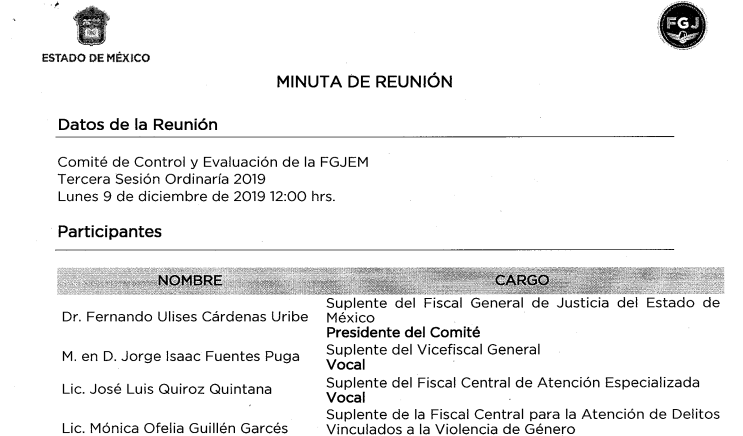 ESTADO DE MÉXICO
FGJ
MINUTA DE REUNIÓN
Datos de la Reunión
Comité de Control y Evaluación de la FGJEM
Tercera Sesión Ordinaría 2019
Lunes 9 de diciembre de 2019 12:00 hrs.
Participantes
NOMBRE CARGO
Dr. Fernando Ulises Cárdenas Uribe
Suplente del Fiscal General de Justicia del Estado de
México
Presidente del Comité
M. en D. Jorge Isaac Fuentes Puga
Suplente del Vicefiscal General
Vocal
Lic. José Luis Quiroz Quintana
Suplente del Fiscal Central de Atención Especializada
Vocal
Lic. Mónica Ofelia Guillén Garcés
Suplente de la Fiscal Central para la Atención de Delitos
Vinculados a la Violencia de Género